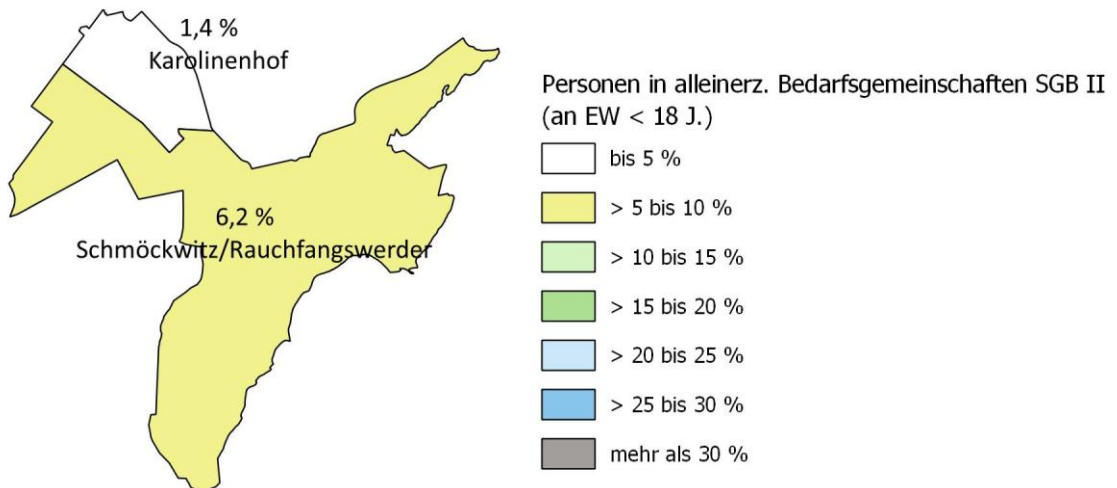 1,4 %
Karolinenhof
6,2 %
Schmöckwitz/Rauchfangswerder
Personen in alleinerz. Bedarfsgemeinschaften SGB II
(an EW < 18 J.)
bis 5 %
> 5 bis 10 %
> 10 bis 15 %
> 15 bis 20 %
> 20 bis 25 %
> 25 bis 30 %
mehr als 30 %